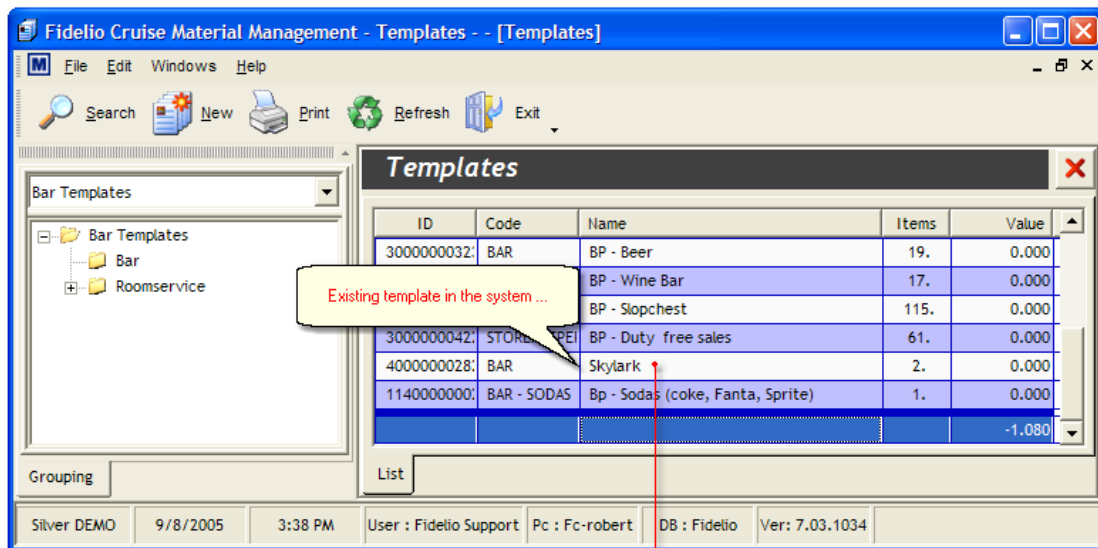 Fidelio Cruise Material Management - Templates - - [Templates]
M File Edit Windows Help
Search New Print Refresh Exit
Templates
Bar Templates
ID Code Name Items Value
Bar Templates
Bar
Roomservice
30000000032 BAR BP - Beer 19. 0.000
BP - Wine Bar 17. 0.000
Existing template in the system ...
BP - Slopchest 115. 0.000
3000000042 BP - Duty free sales 61. 0.000
4000000028 BAR Skylark 2. 0.000
1140000000 BAR - SODAS Bp - Sodas (coke, Fanta, Sprite) 1. 0.000
-1.080
Grouping List
Silver DEMO 9/8/2005 3:38 PM User : Fidelio Support Pc : Fc-robert DB : Fidelio Ver: 7.03.1034